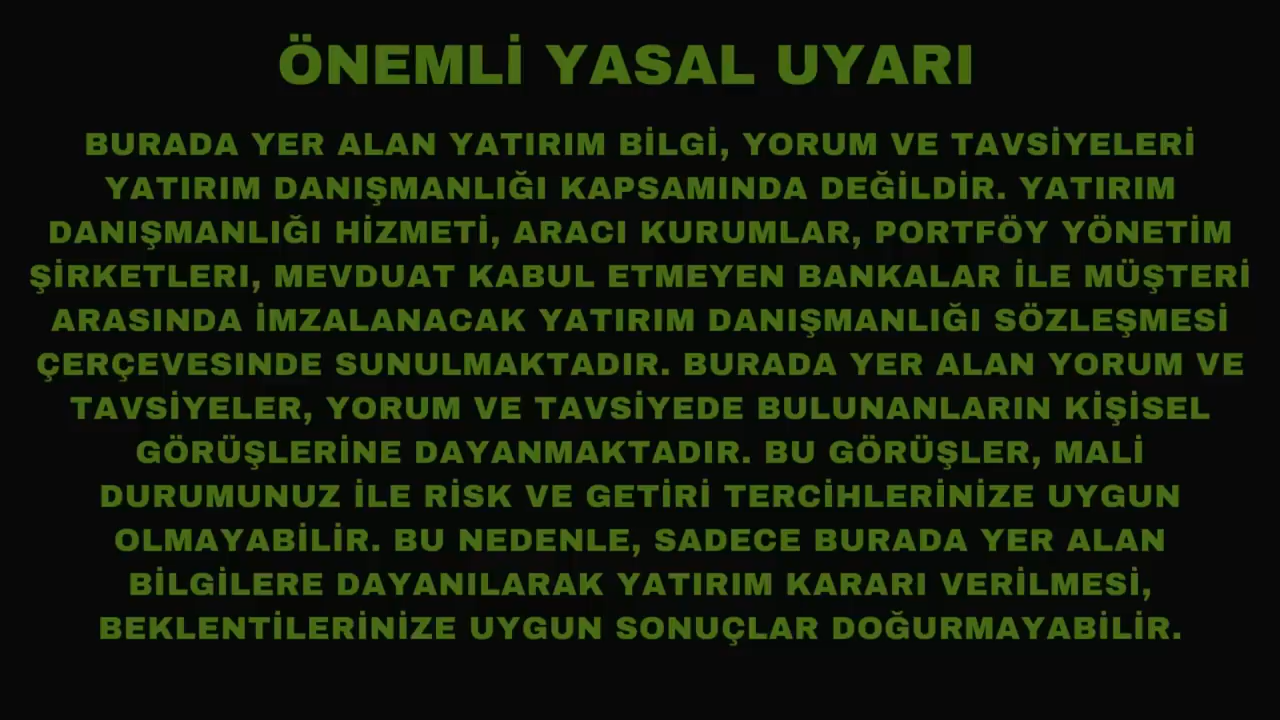 ÖNEMLİ YASAL UYARI
BURADA YER ALAN YATIRIM BİLGİ, YORUM VE TAVSİYELERİ
YATIRIM DANIŞMANLIĞI KAPSAMINDA DEĞİLDİR. YATIRIM
DANIŞMANLIĞI HİZMETİ, ARACI KURUMLAR, PORTFÖY YÖNETİM
ŞİRKETLERI, MEVDUAT KABUL ETMEYEN BANKALAR İLE MÜŞTERİ
ARASINDA İMZALANACAK YATIRIM DANIŞMANLIĞI SÖZLEŞMESİ
ÇERÇEVESINDE SUNULMAKTADIR. BURADA YER ALAN YORUM VE
TAVSİYELER, YORUM VE TAVSİYEDE BULUNANLARIN KİŞİSEL
GÖRÜŞLERİNE DAYANMAKTADIR. BU GÖRÜŞLER, MALİ
DURUMUNUZ İLE RİSK VE GETİRİ TERCİHLERİNİZE UYGUN
OLMAYABİLİR. BU NEDENLE, SADECE BURADA YER ALAN
BİLGİLERE DAYANILARAK YATIRIM KARARI VERİLMESİ,
BEKLENTİLERİNİZE UYGUN SONUÇLAR DOĞURMAYABİLİR.